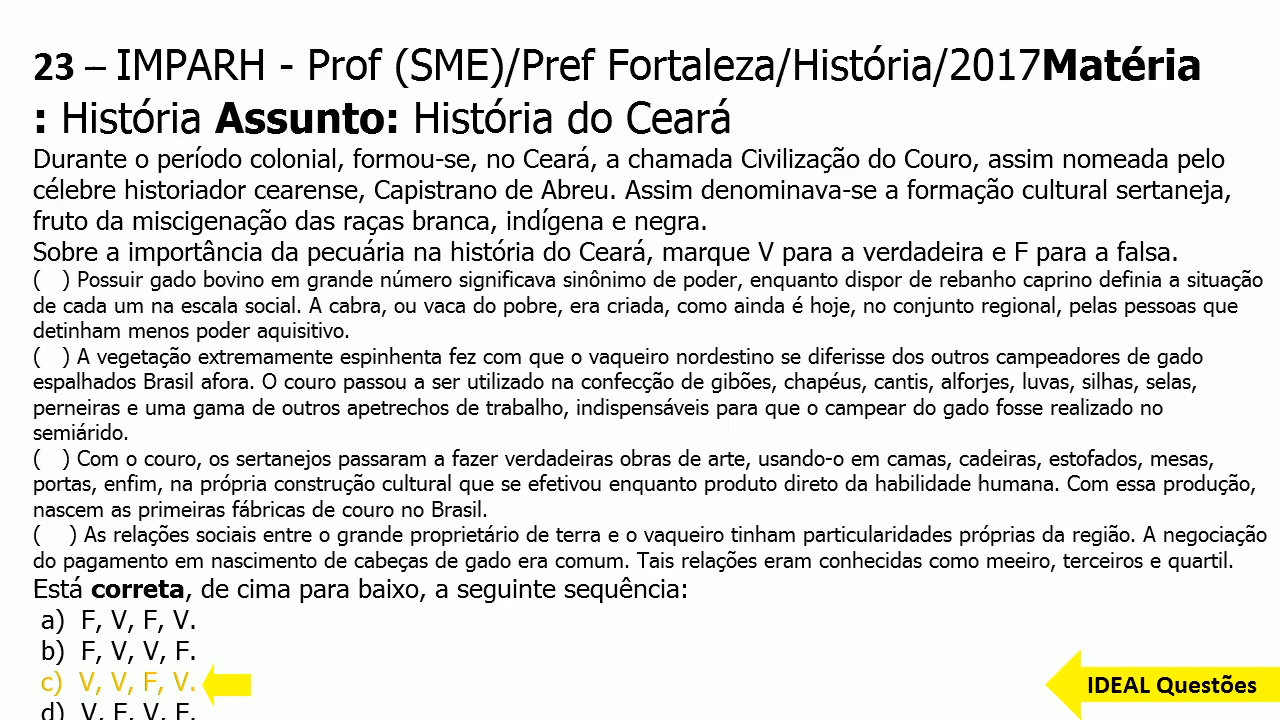 23 – IMPARH - Prof (SME)/Pref Fortaleza/História/2017Matéria
: História Assunto: História do Ceará
Durante o período colonial, formou-se, no Ceará, a chamada Civilização do Couro, assim nomeada pelo
célebre historiador cearense, Capistrano de Abreu. Assim denominava-se a formação cultural sertaneja,
fruto da miscigenação das raças branca, indígena e negra.
Sobre a importância da pecuária na história do Ceará, marque V para a verdadeira e F para a falsa.
(   ) Possuir gado bovino em grande número significava sinônimo de poder, enquanto dispor de rebanho caprino definia a situação
de cada um na escala social. A cabra, ou vaca do pobre, era criada, como ainda é hoje, no conjunto regional, pelas pessoas que
detinham menos poder aquisitivo.
(   ) A vegetação extremamente espinhenta fez com que o vaqueiro nordestino se diferisse dos outros campeadores de gado
espalhados Brasil afora. O couro passou a ser utilizado na confecção de gibões, chapéus, cantis, alforjes, luvas, silhas, selas,
perneiras e uma gama de outros apetrechos de trabalho, indispensáveis para que o campear do gado fosse realizado no
semiárido.
(   ) Com o couro, os sertanejos passaram a fazer verdadeiras obras de arte, usando-o em camas, cadeiras, estofados, mesas,
portas, enfim, na própria construção cultural que se efetivou enquanto produto direto da habilidade humana. Com essa produção,
nascem as primeiras fábricas de couro no Brasil.
(   ) As relações sociais entre o grande proprietário de terra e o vaqueiro tinham particularidades próprias da região. A negociação
do pagamento em nascimento de cabeças de gado era comum. Tais relações eram conhecidas como meeiro, terceiros e quartil.
Está correta, de cima para baixo, a seguinte sequência:
a) F, V, F, V.
b) F, V, V, F.
c) V, V, F, V.
IDEAL Questões
d) V, F, V, F.